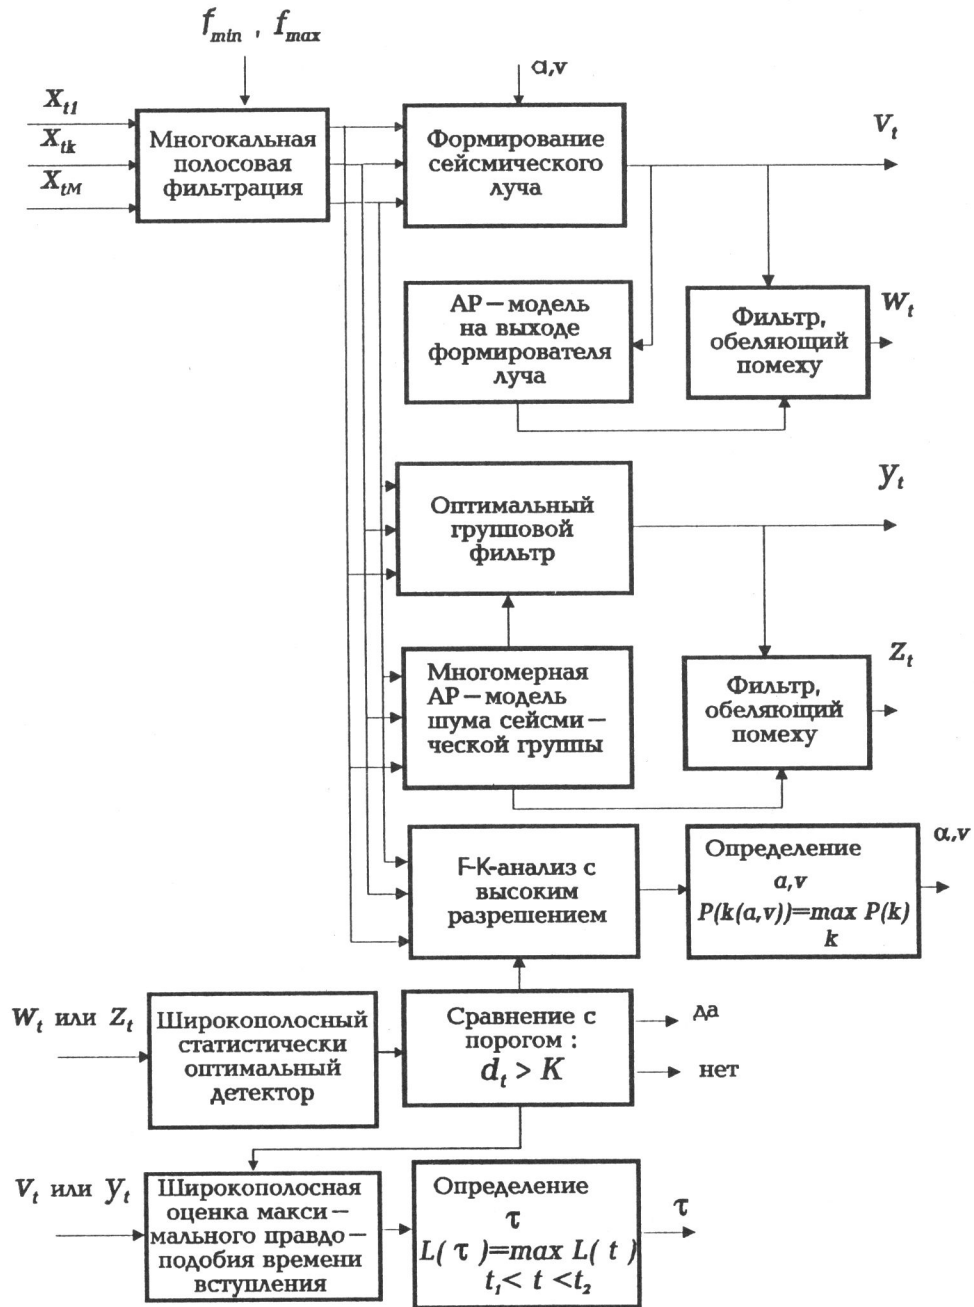 f_min , f_max
α,v
X_t1
X_tk
X_tM
Многокальная
полосовая
фильтрация
Формирование
сейсмического
луча
V_t
АР—модель
на выходе
формирователя
луча
Фильтр,
обеляющий
помеху
W_t
Оптимальный
групповой
фильтр
y_t
Многомерная
АР—модель
шума сейсми—
ческой группы
Фильтр,
обеляющий
помеху
Z_t
F-K-анализ с
высоким
разрешением
Определение
a,v
P(k(a,v))=max P(k)
k
α,v
W_t или Z_t
Широкополосный
статистически
оптимальный
детектор
Сравнение с
порогом :
d_t > K
да
нет
V_t или y_t
Широкополосная
оценка макси—
мального правдо—
подобия времени
вступления
Определение
τ
L( τ )=max L( t )
t_1< t <t_2
τ